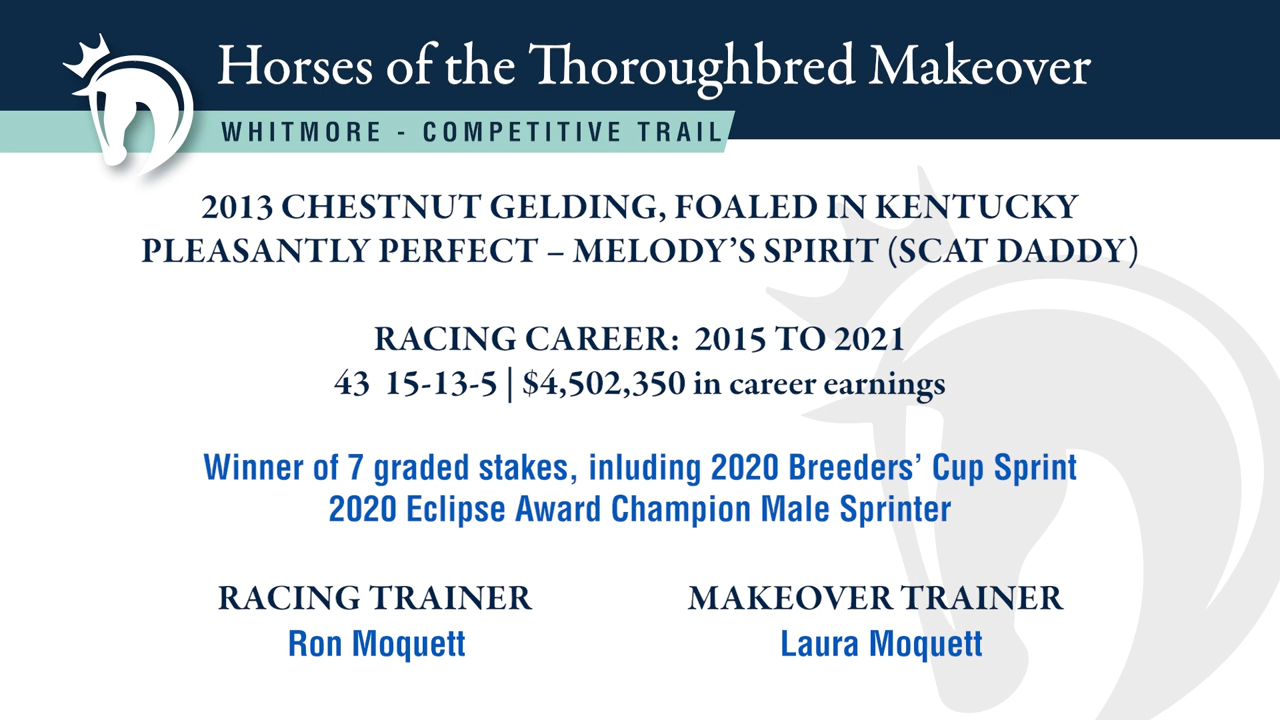 Horses of the Thoroughbred Makeover
WHITMORE - COMPETITIVE TRAIL
2013 CHESTNUT GELDING, FOALED IN KENTUCKY
PLEASANTLY PERFECT – MELODY’S SPIRIT (SCAT DADDY)
RACING CAREER: 2015 TO 2021
43 15-13-5 | $4,502,350 in career earnings
Winner of 7 graded stakes, inluding 2020 Breeders’ Cup Sprint
2020 Eclipse Award Champion Male Sprinter
RACING TRAINER
Ron Moquett
MAKEOVER TRAINER
Laura Moquett